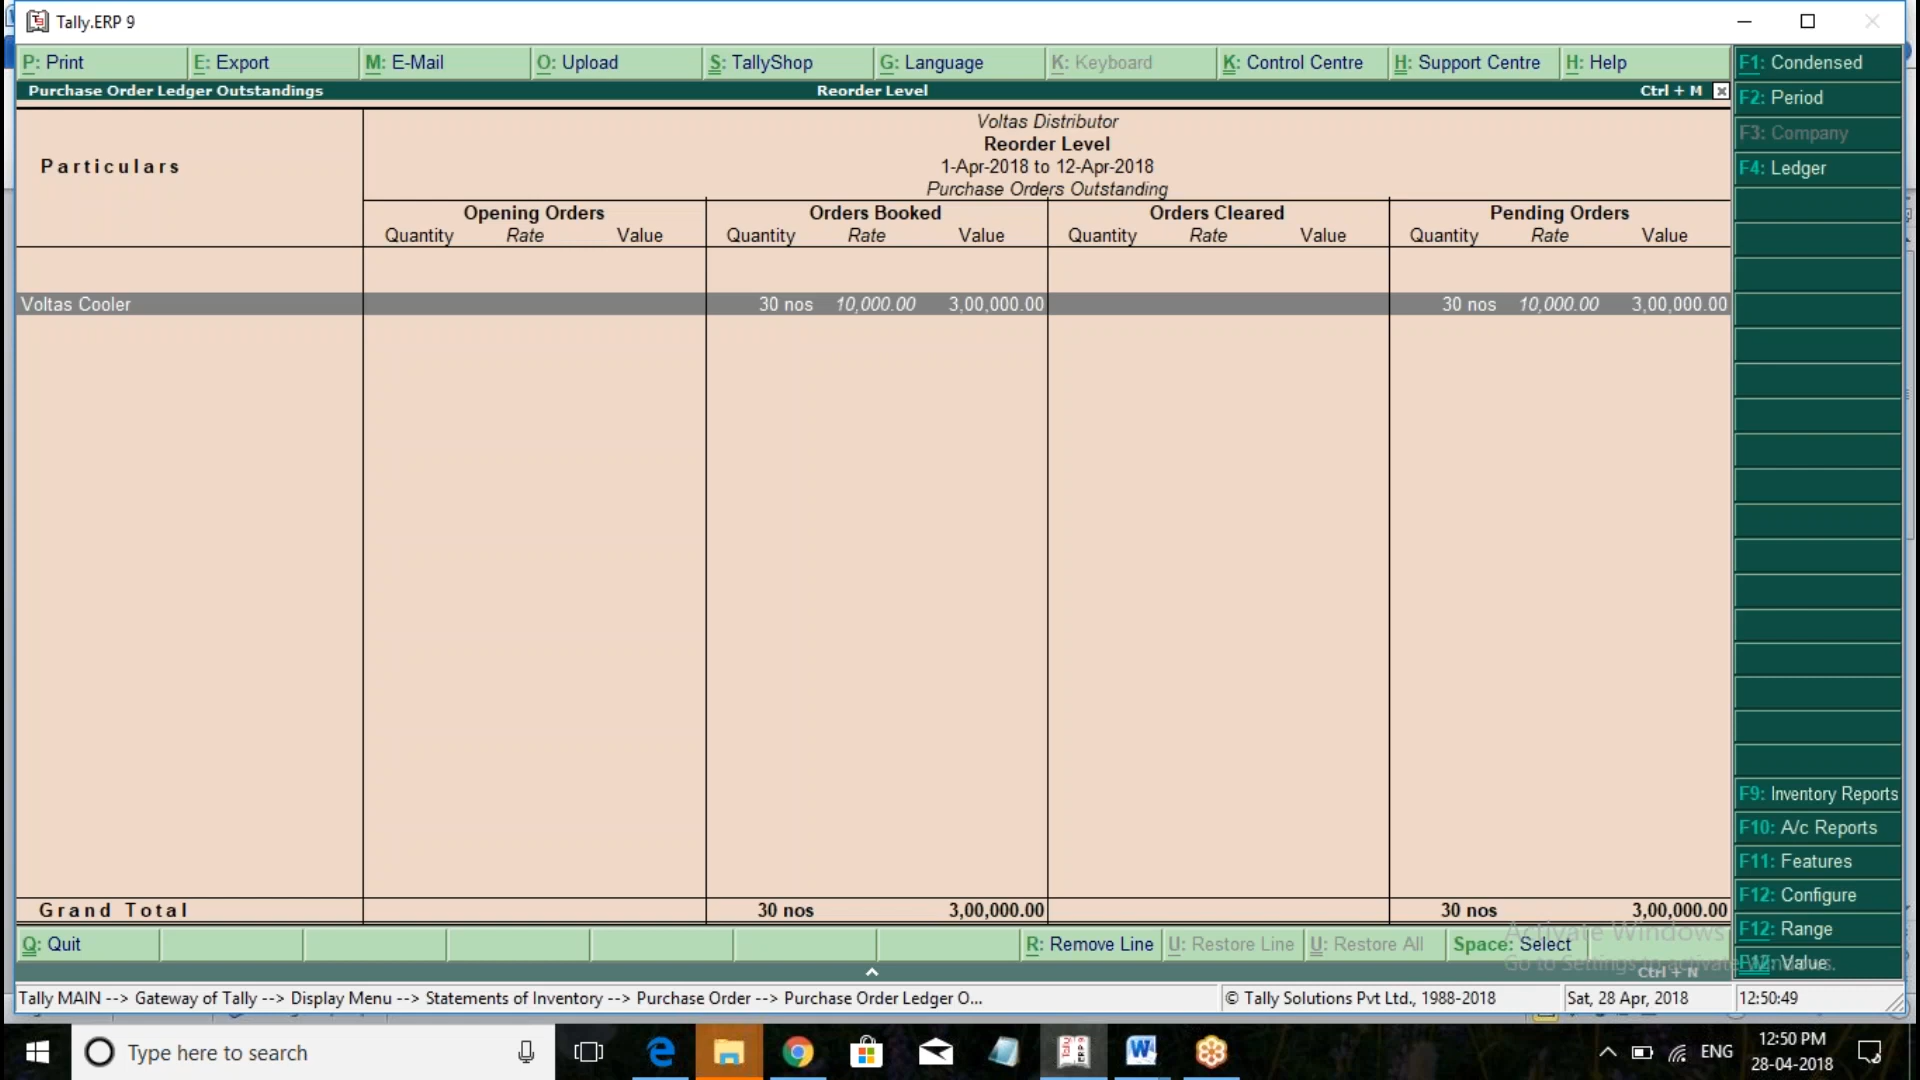 Tally.ERP 9
P: Print E: Export M: E-Mail O: Upload S: TallyShop G: Language K: Keyboard K: Control Centre H: Support Centre H: Help
Purchase Order Ledger Outstandings Reorder Level Ctrl + M
Particulars
Voltas Distributor
Reorder Level
1-Apr-2018 to 12-Apr-2018
Purchase Orders Outstanding
Opening Orders Orders Booked Orders Cleared Pending Orders
Quantity Rate Value Quantity Rate Value Quantity Rate Value Quantity Rate Value
Voltas Cooler 30 nos 10,000.00 3,00,000.00 30 nos 10,000.00 3,00,000.00
Grand Total 30 nos 3,00,000.00 30 nos 3,00,000.00
F1: Condensed
F2: Period
F3: Company
F4: Ledger
F9: Inventory Reports
F10: A/c Reports
F11: Features
F12: Configure
F12: Range
F12: Value
Activate Windows
Go to Settings to activate Windows.
Q: Quit R: Remove Line U: Restore Line U: Restore All Space: Select
Ctrl + N
Tally MAIN --> Gateway of Tally --> Display Menu --> Statements of Inventory --> Purchase Order --> Purchase Order Ledger O... © Tally Solutions Pvt Ltd., 1988-2018 Sat, 28 Apr, 2018 12:50:49
Type here to search ENG 12:50 PM
28-04-2018